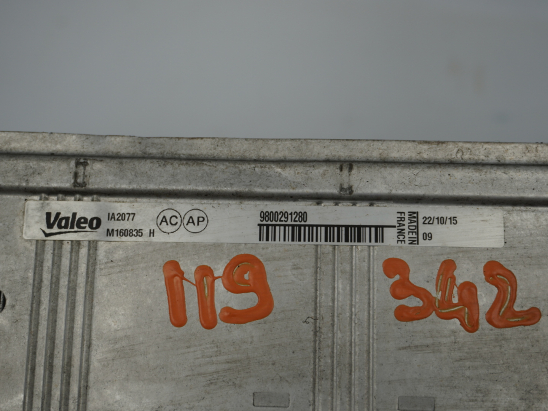 Valeo IA2077 AC AP 9800291280 MADE IN 22/10/15
M160835 H FRANCE 09
119 342